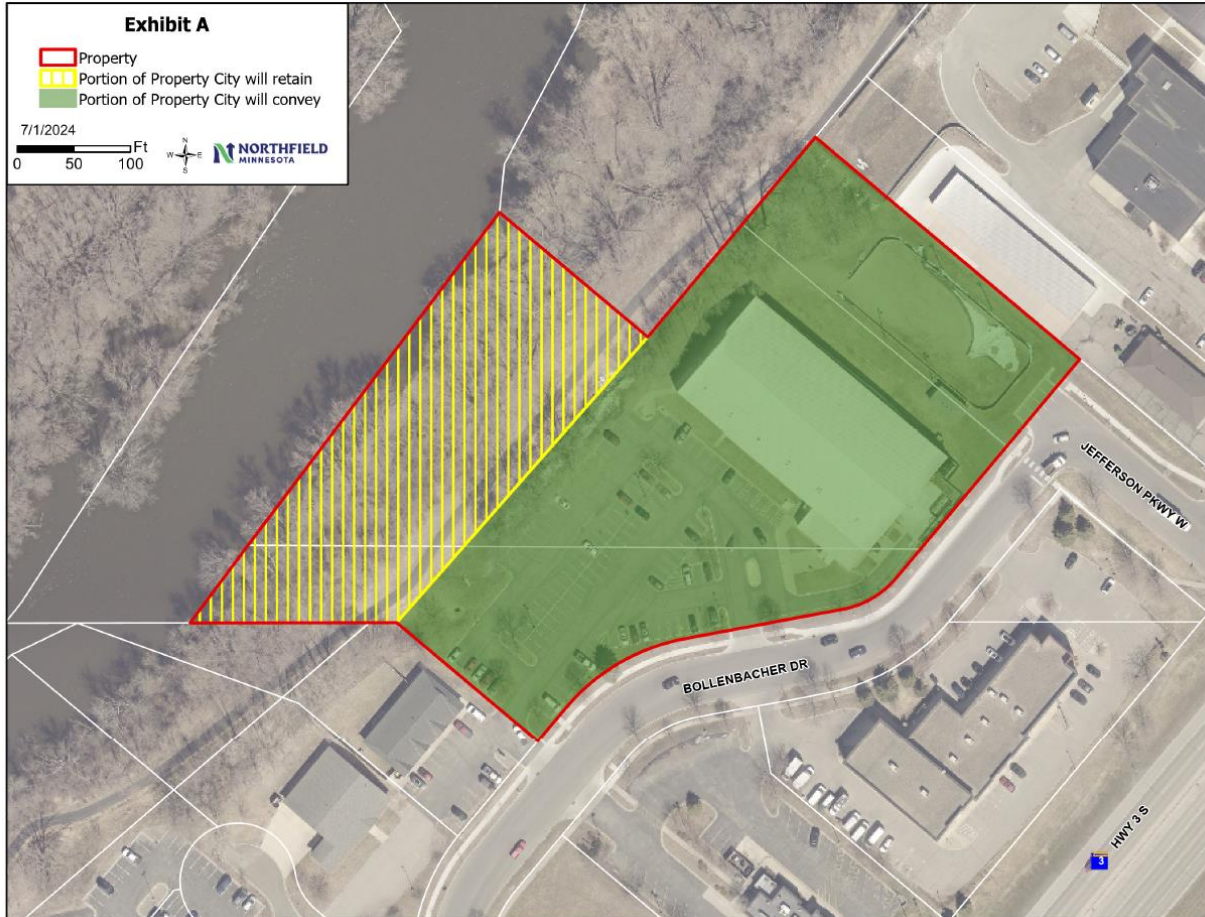 Exhibit A
Property
Portion of Property City will retain
Portion of Property City will convey
7/1/2024
Ft
0 50 100
N
W E
S
NORTHFIELD
MINNESOTA
JEFFERSON PKWY W
BOLLENBACHER DR
HWY 3 S
3